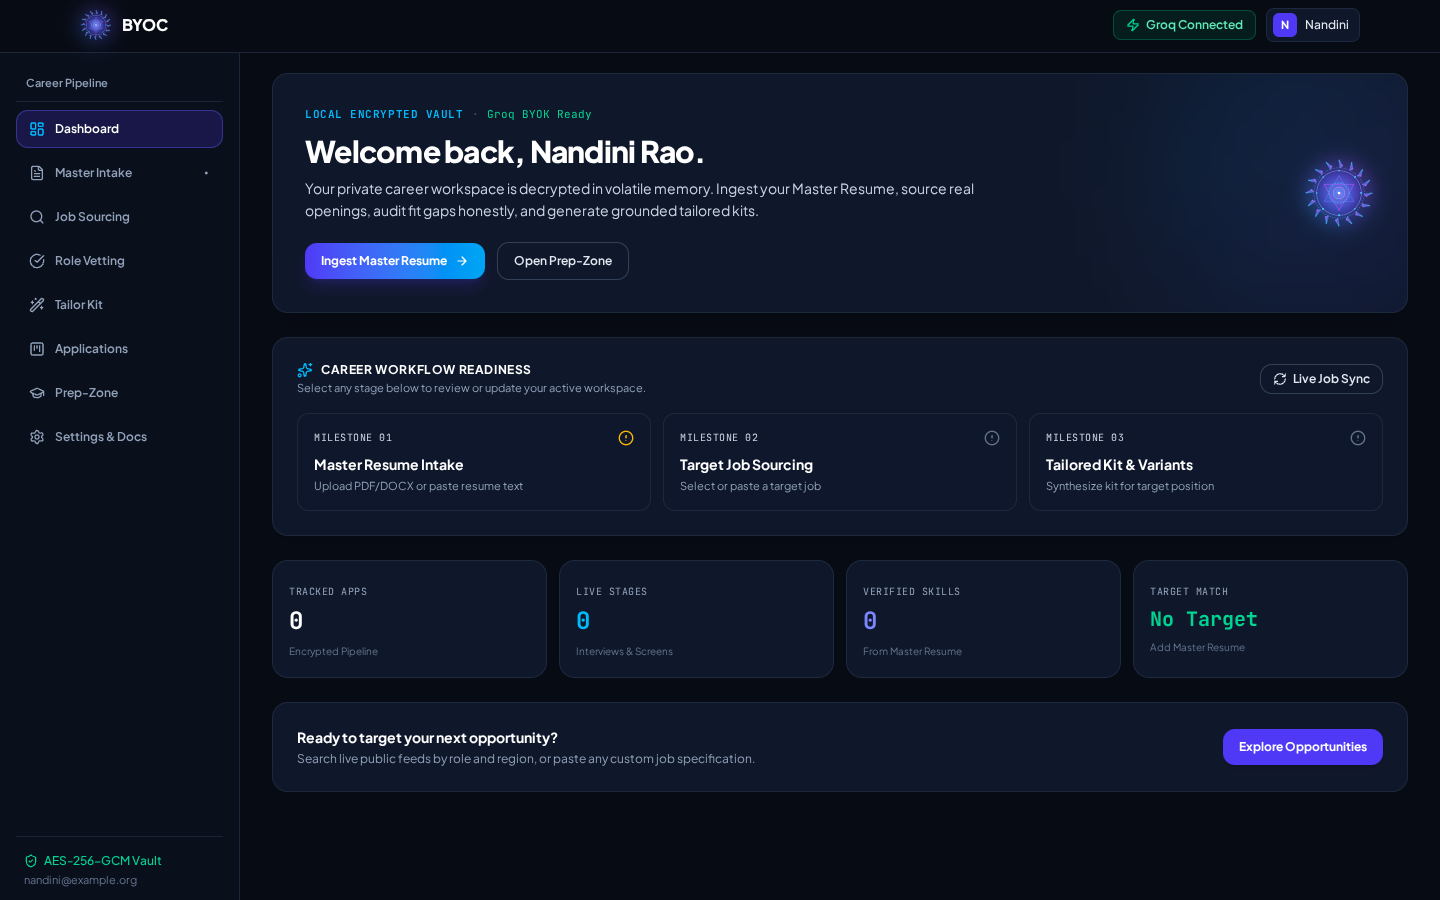 BYOC
Groq Connected
N
Nandini
Career Pipeline
Dashboard
Master Intake
Job Sourcing
Role Vetting
Tailor Kit
Applications
Prep-Zone
Settings & Docs
AES-256-GCM Vault
nandini@example.org
LOCAL ENCRYPTED VAULT · Groq BYOK Ready
Welcome back, Nandini Rao.
Your private career workspace is decrypted in volatile memory. Ingest your Master Resume, source real
openings, audit fit gaps honestly, and generate grounded tailored kits.
Ingest Master Resume
Open Prep-Zone
CAREER WORKFLOW READINESS
Select any stage below to review or update your active workspace.
Live Job Sync
MILESTONE 01
Master Resume Intake
Upload PDF/DOCX or paste resume text
MILESTONE 02
Target Job Sourcing
Select or paste a target job
MILESTONE 03
Tailored Kit & Variants
Synthesize kit for target position
TRACKED APPS
0
Encrypted Pipeline
LIVE STAGES
0
Interviews & Screens
VERIFIED SKILLS
0
From Master Resume
TARGET MATCH
No Target
Add Master Resume
Ready to target your next opportunity?
Search live public feeds by role and region, or paste any custom job specification.
Explore Opportunities